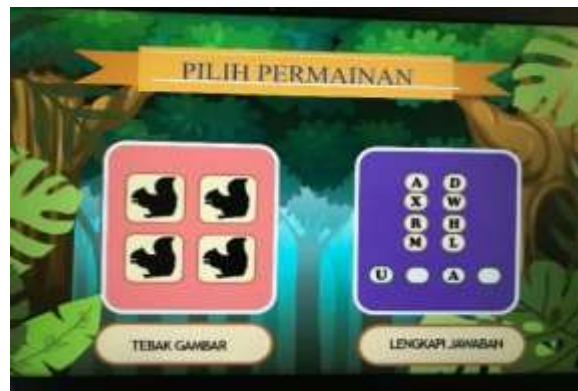 PILIH PERMAINAN
A D
X W
R H
M L
U A
TEBAK GAMBAR
LENGKAPI JAWABAN